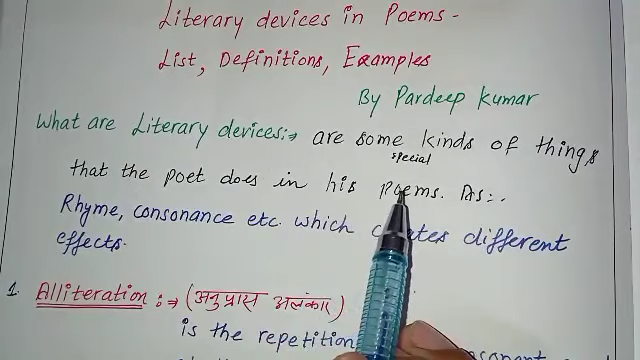 Literary devices in Poems -
List, Definitions, Examples
By Pardeep Kumar
What are Literary devices:→ are some kinds of things
special
that the poet does in his poems. As:-
Rhyme, consonance etc. which creates different
effects.
1. Alliteration :→ (अनुप्रास अलंकार)
is the repetition